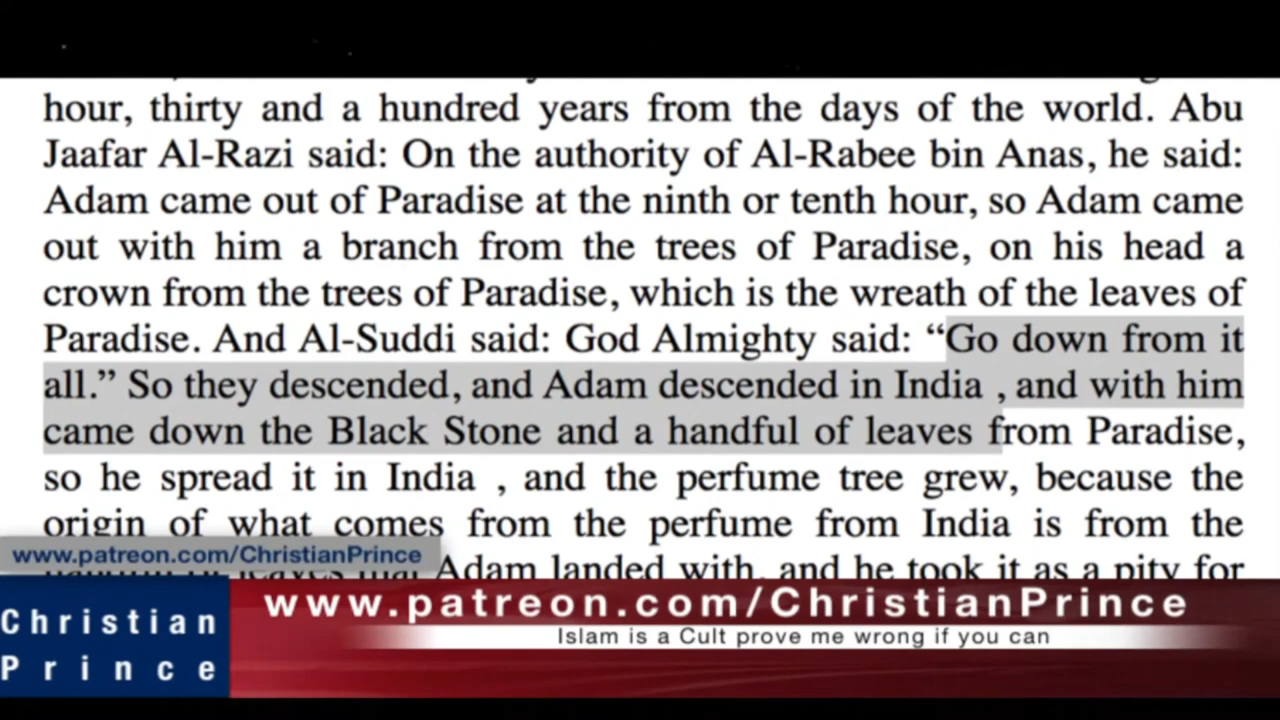 hour, thirty and a hundred years from the days of the world. Abu
Jaafar Al-Razi said: On the authority of Al-Rabee bin Anas, he said:
Adam came out of Paradise at the ninth or tenth hour, so Adam came
out with him a branch from the trees of Paradise, on his head a
crown from the trees of Paradise, which is the wreath of the leaves of
Paradise. And Al-Suddi said: God Almighty said: “Go down from it
all.” So they descended, and Adam descended in India , and with him
came down the Black Stone and a handful of leaves from Paradise,
so he spread it in India , and the perfume tree grew, because the
origin of what comes from the perfume from India is from the
www.patreon.com/ChristianPrince
handful of leaves that Adam landed with, and he took it as a pity for
Christian
Prince
www.patreon.com/ChristianPrince
Islam is a Cult prove me wrong if you can